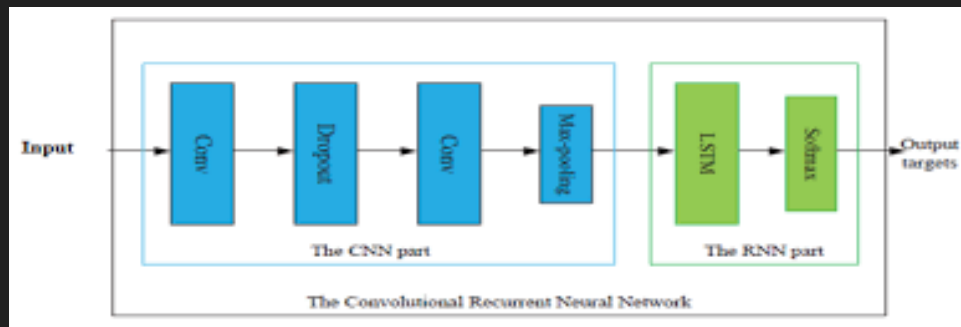 Input
Conv
Dropout
Conv
Max-pooling
LSTM
Softmax
Output
targets
The CNN part
The RNN part
The Convolutional Recurrent Neural Network